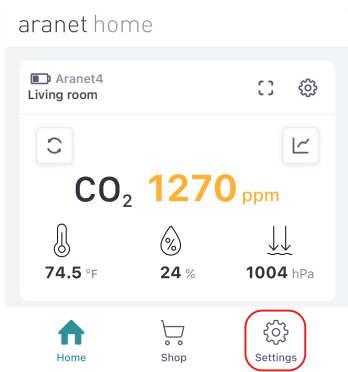 aranet home
Aranet4
Living room
CO2 1270 ppm
%
74.5 °F
24 %
1004 hPa
Home
Shop
Settings